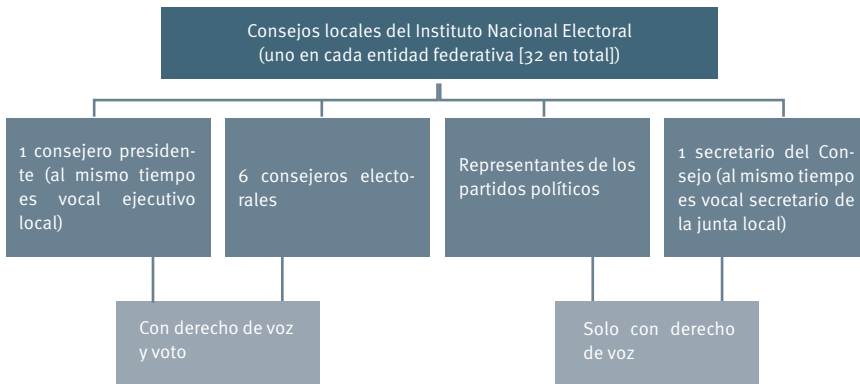 Consejos locales del Instituto Nacional Electoral
(uno en cada entidad federativa [32 en total])
1 consejero presiden-
te (al mismo tiempo
es vocal ejecutivo
local)
6 consejeros electo-
rales
Representantes de los
partidos políticos
1 secretario del Con-
sejo (al mismo tiempo
es vocal secretario de
la junta local)
Con derecho de voz
y voto
Solo con derecho
de voz